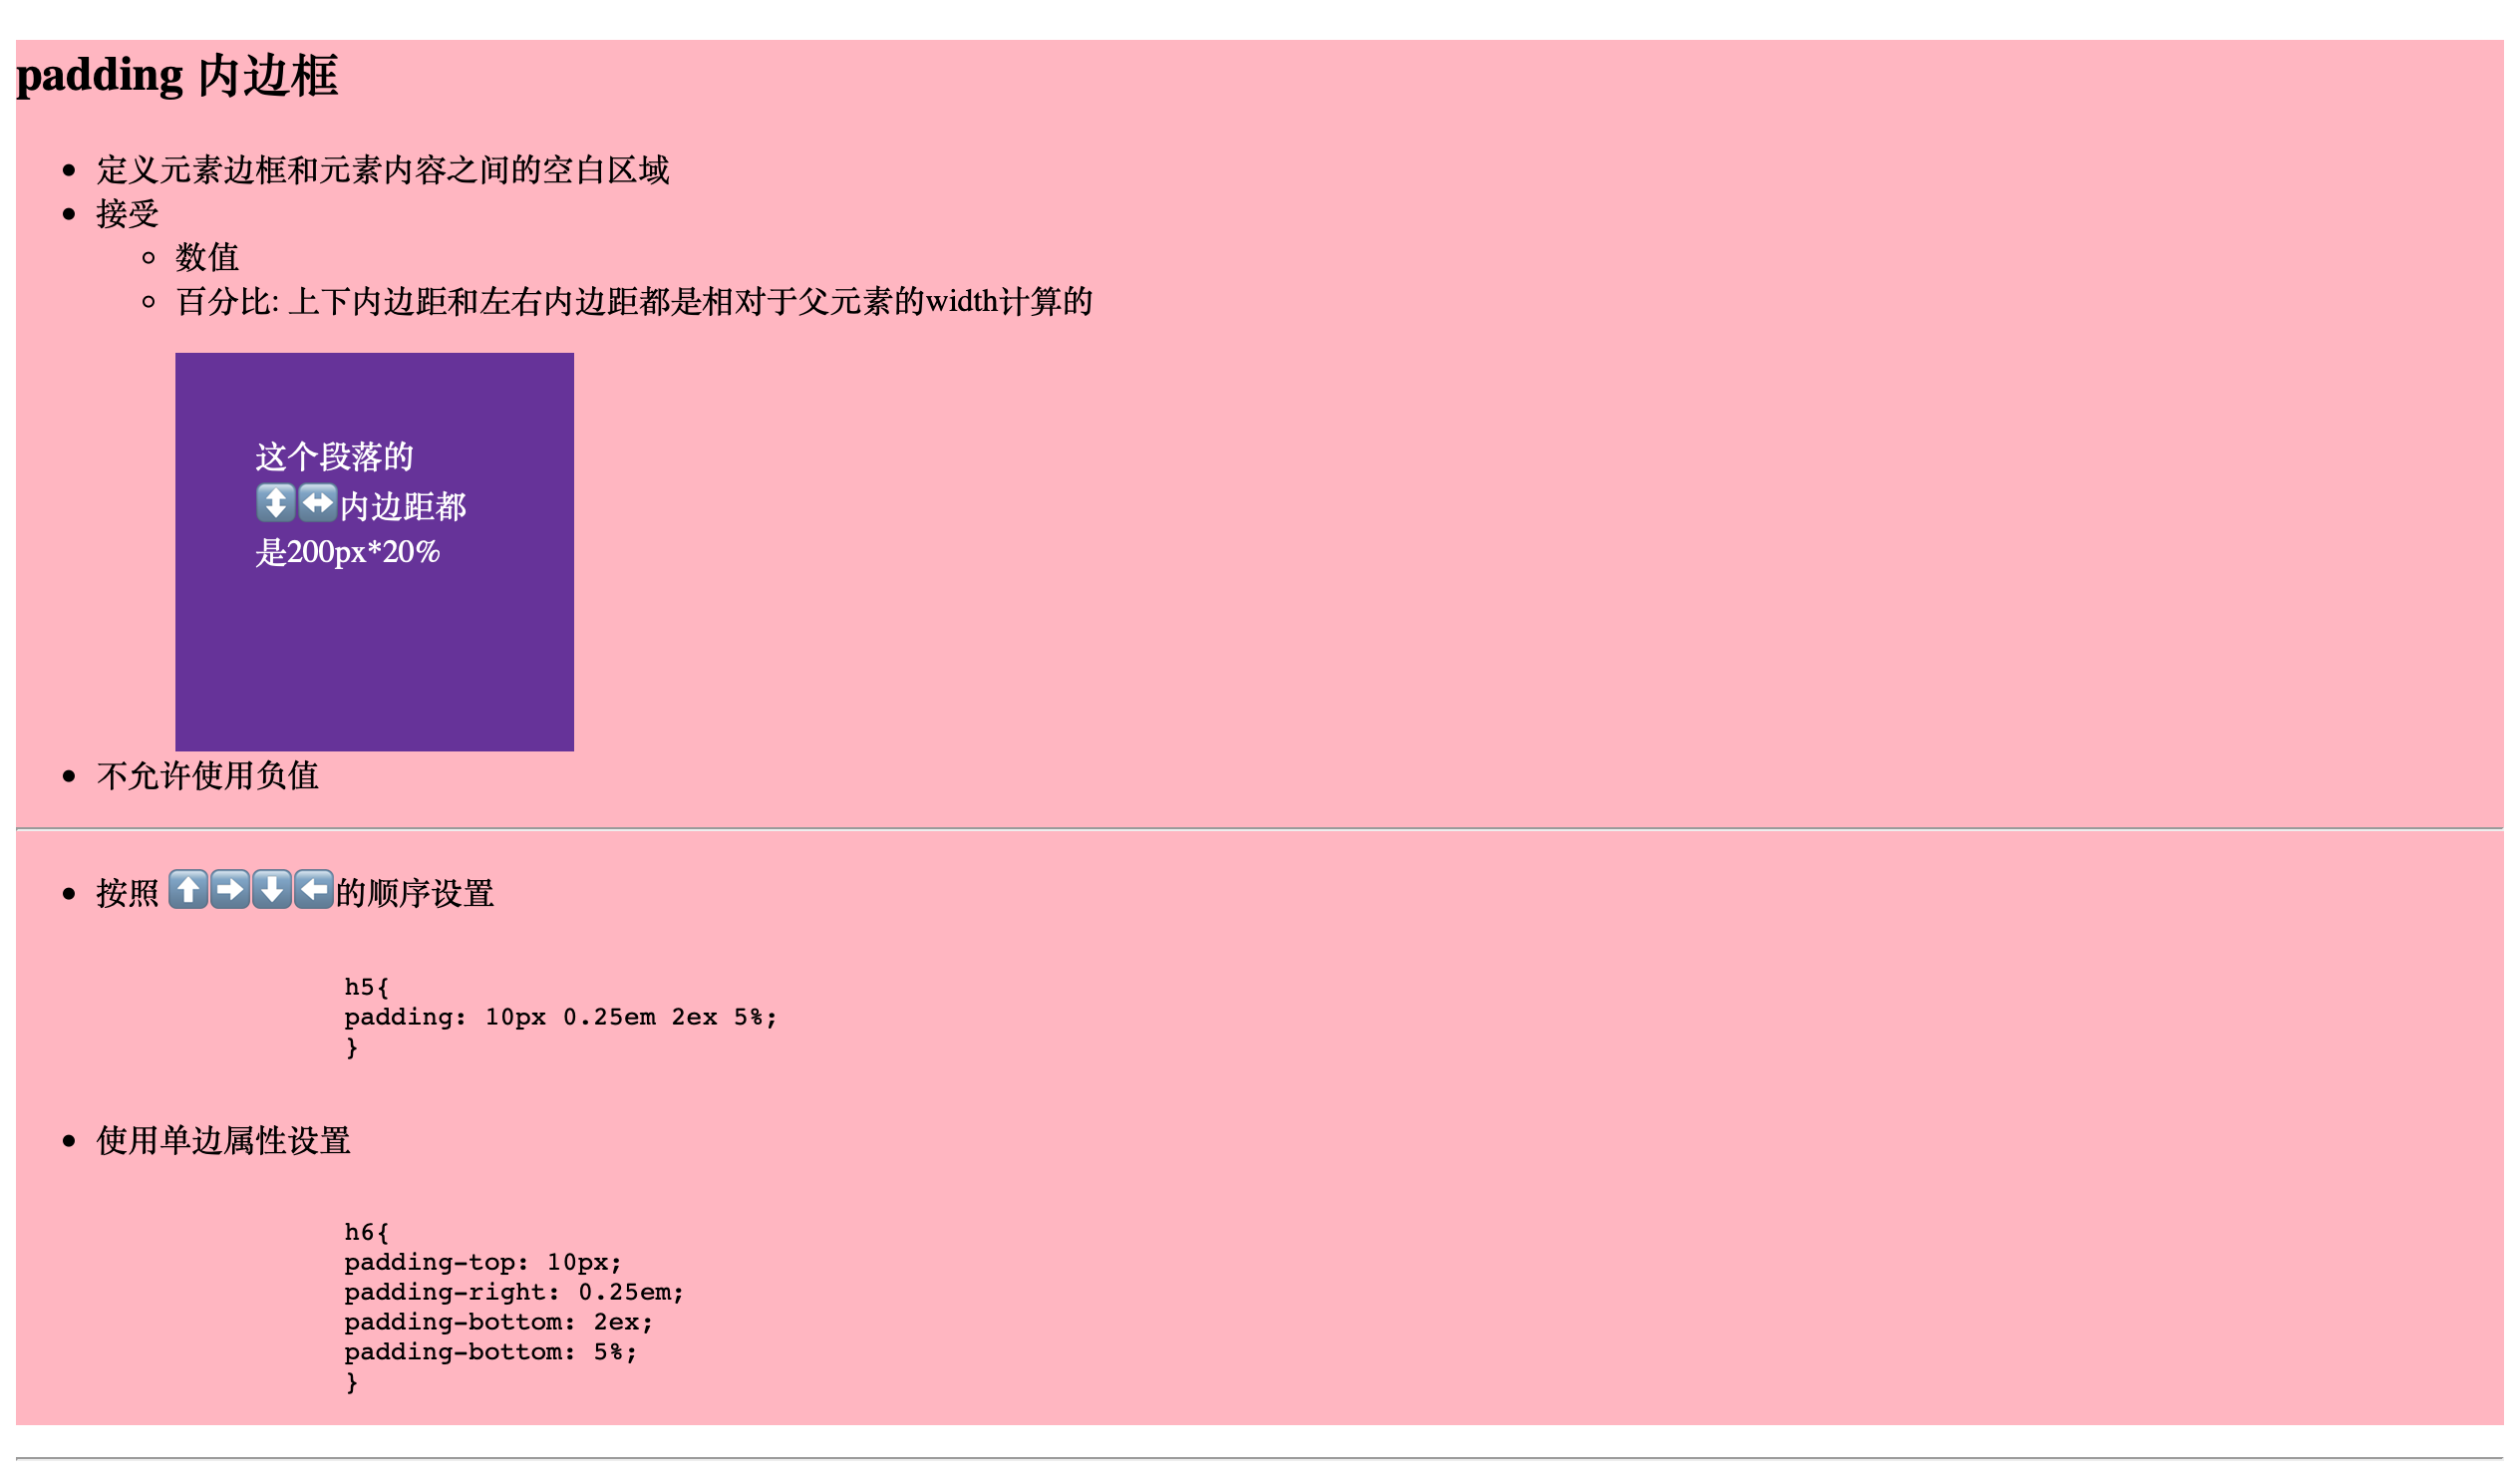 padding 内边框
定义元素边框和元素内容之间的空白区域
接受
数值
百分比: 上下内边距和左右内边距都是相对于父元素的width计算的
这个段落的
↕️↔️内边距都
是200px*20%
不允许使用负值
按照 ⬆️➡️⬇️⬅️的顺序设置
h5{
padding: 10px 0.25em 2ex 5%;
}
使用单边属性设置
h6{
padding-top: 10px;
padding-right: 0.25em;
padding-bottom: 2ex;
padding-bottom: 5%;
}